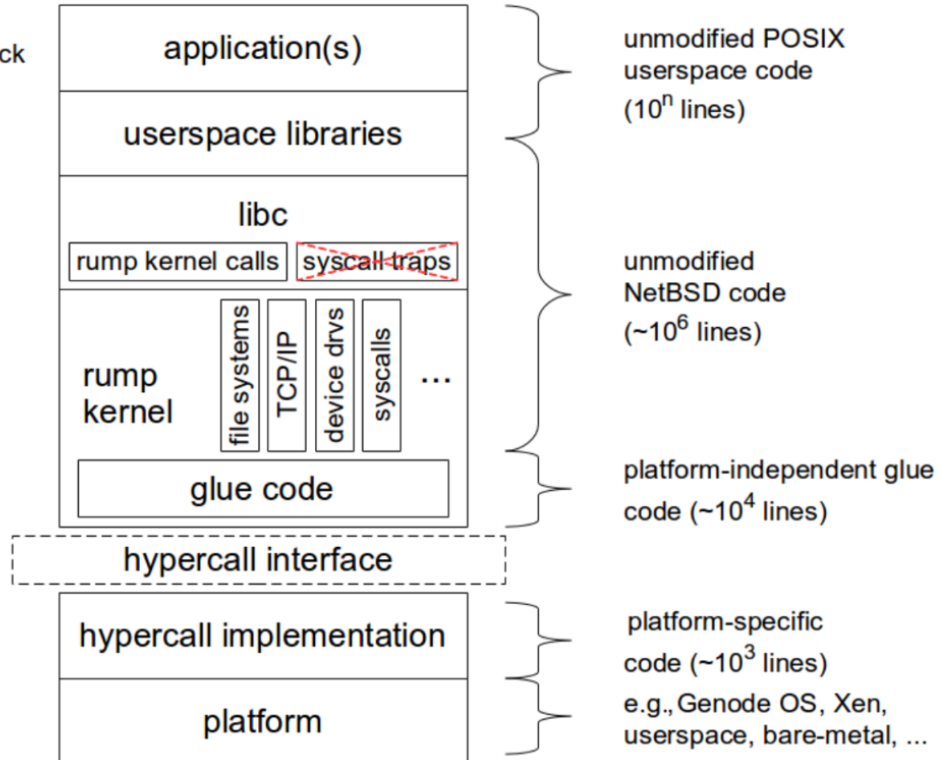 ck
application(s)
unmodified POSIX
userspace code
(10ⁿ lines)
userspace libraries
libc
rump kernel calls
syscall traps
unmodified
NetBSD code
(~10⁶ lines)
rump
kernel
file systems
TCP/IP
device drvs
syscalls
...
glue code
platform-independent glue
code (~10⁴ lines)
hypercall interface
hypercall implementation
platform-specific
code (~10³ lines)
platform
e.g., Genode OS, Xen,
userspace, bare-metal, ...